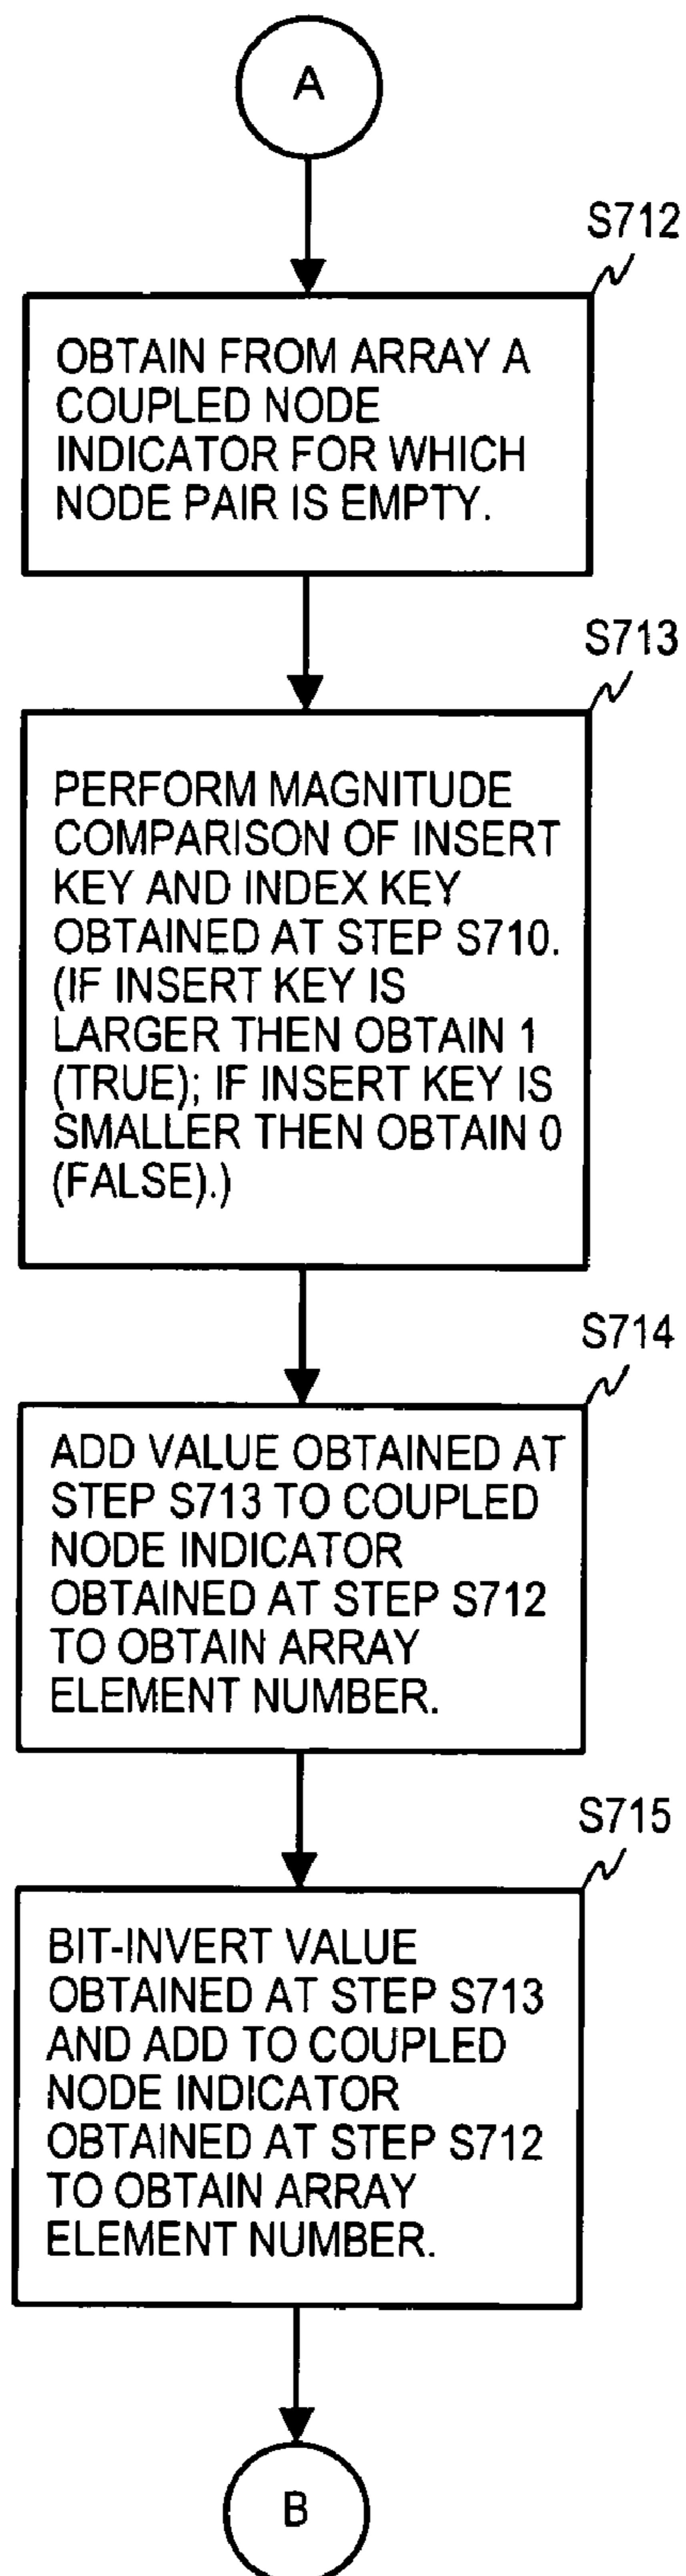 A
S712
OBTAIN FROM ARRAY A
COUPLED NODE
INDICATOR FOR WHICH
NODE PAIR IS EMPTY.
S713
PERFORM MAGNITUDE
COMPARISON OF INSERT
KEY AND INDEX KEY
OBTAINED AT STEP S710.
(IF INSERT KEY IS
LARGER THEN OBTAIN 1
(TRUE); IF INSERT KEY IS
SMALLER THEN OBTAIN 0
(FALSE).)
S714
ADD VALUE OBTAINED AT
STEP S713 TO COUPLED
NODE INDICATOR
OBTAINED AT STEP S712
TO OBTAIN ARRAY
ELEMENT NUMBER.
S715
BIT-INVERT VALUE
OBTAINED AT STEP S713
AND ADD TO COUPLED
NODE INDICATOR
OBTAINED AT STEP S712
TO OBTAIN ARRAY
ELEMENT NUMBER.
B